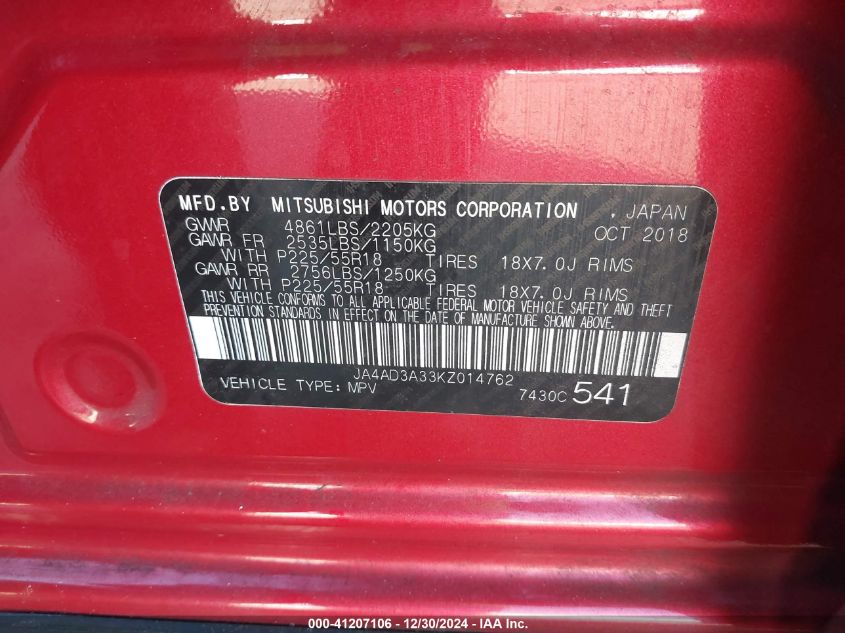 MFD.BY MITSUBISHI MOTORS CORPORATION , JAPAN
GVWR 4861LBS/2205KG OCT 2018
GAWR FR 2535LBS/1150KG
WITH P225/55R18 TIRES 18X7.0J RIMS
GAWR RR 2756LBS/1250KG
WITH P225/55R18 TIRES 18X7.0J RIMS
THIS VEHICLE CONFORMS TO ALL APPLICABLE FEDERAL MOTOR VEHICLE SAFETY AND THEFT
PREVENTION STANDARDS IN EFFECT ON THE DATE OF MANUFACTURE SHOWN ABOVE.
JA4AD3A33KZ014762
VEHICLE TYPE: MPV 7430C 541
000-41207106 - 12/30/2024 - IAA Inc.